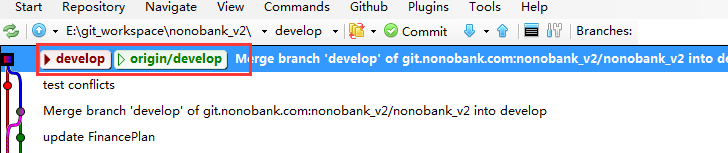 Start Repository Navigate View Commands Github Plugins Tools Help
E:\git_workspace\nonobank_v2\ develop Commit Branches:
develop origin/develop Merge branch 'develop' of git.nonobank.com:nonobank_v2/nonobank_v2 into de
test conflicts
Merge branch 'develop' of git.nonobank.com:nonobank_v2/nonobank_v2 into develop
update FinancePlan